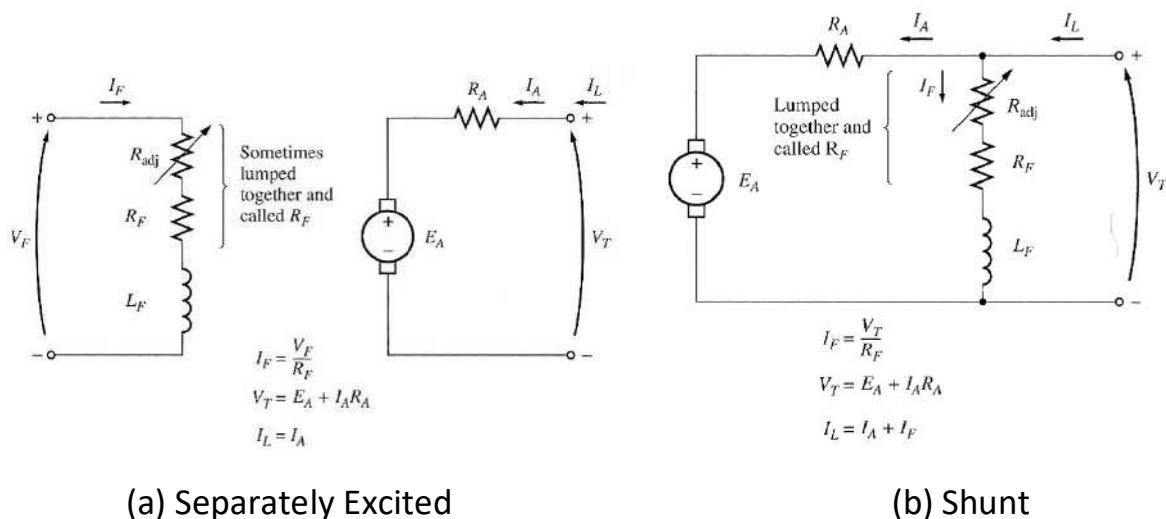 I_F
+
R_adj
R_F
L_F
V_F
−
Sometimes
lumped
together and
called R_F
R_A
I_A
I_L
+
+
−
E_A
V_T
−
I_F = V_F / R_F
V_T = E_A + I_A R_A
I_L = I_A
(a) Separately Excited
R_A
I_A
I_L
+
I_F
R_adj
Lumped
together and
called R_F
R_F
+
−
E_A
V_T
L_F
−
I_F = V_T / R_F
V_T = E_A + I_A R_A
I_L = I_A + I_F
(b) Shunt